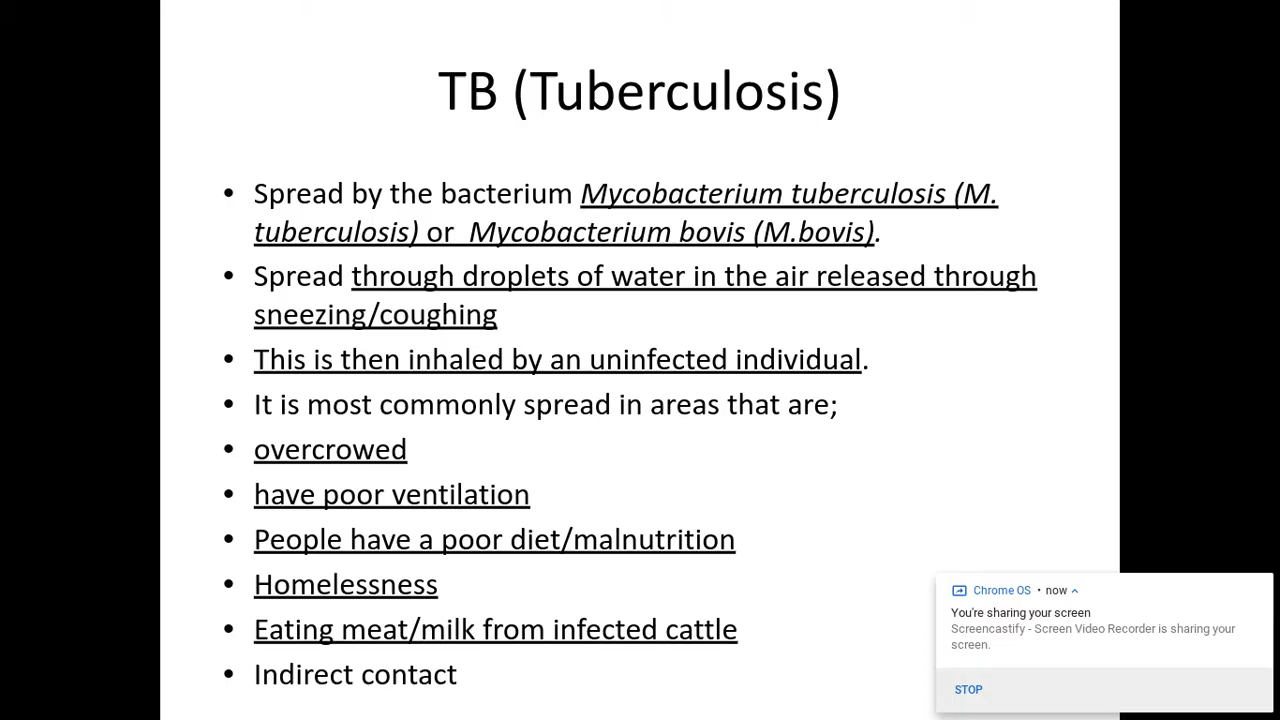 TB (Tuberculosis)
• Spread by the bacterium Mycobacterium tuberculosis (M.
tuberculosis) or Mycobacterium bovis (M.bovis).
• Spread through droplets of water in the air released through
sneezing/coughing
• This is then inhaled by an uninfected individual.
• It is most commonly spread in areas that are;
• overcrowed
• have poor ventilation
• People have a poor diet/malnutrition
• Homelessness
• Eating meat/milk from infected cattle
• Indirect contact
Chrome OS • now
You're sharing your screen
Screencastify - Screen Video Recorder is sharing your
screen.
STOP